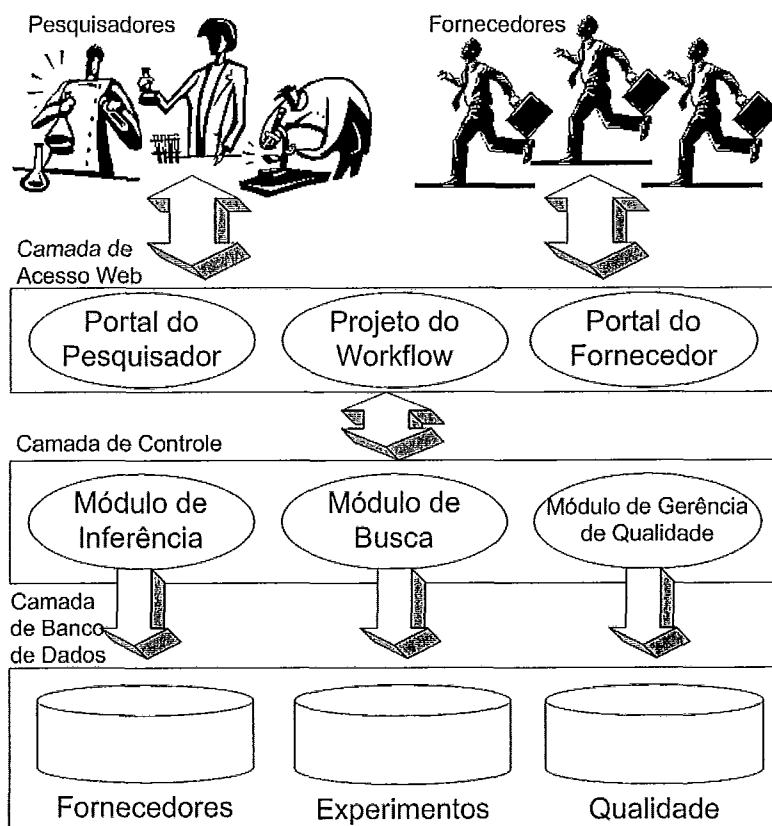 Pesquisadores
Fornecedores
Camada de
Acesso Web
Portal do
Pesquisador
Projeto do
Workflow
Portal do
Fornecedor
Camada de Controle
Módulo de
Inferência
Módulo de
Busca
Módulo de Gerência
de Qualidade
Camada
de Banco
de Dados
Fornecedores
Experimentos
Qualidade